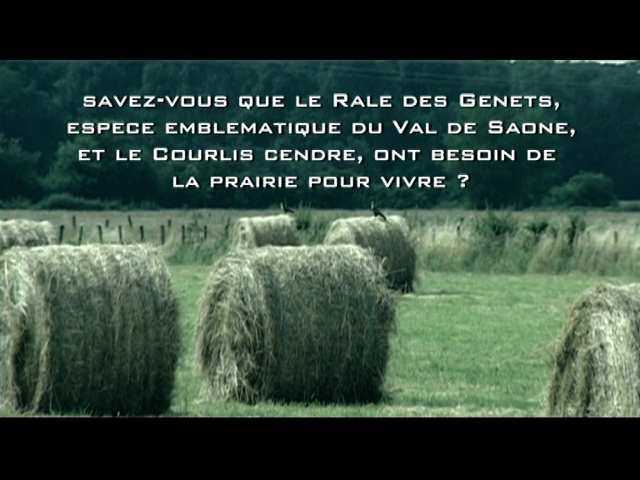 savez-vous que le Rale des Genets,
espece emblematique du Val de Saone,
et le Courlis cendre, ont besoin de
la prairie pour vivre ?